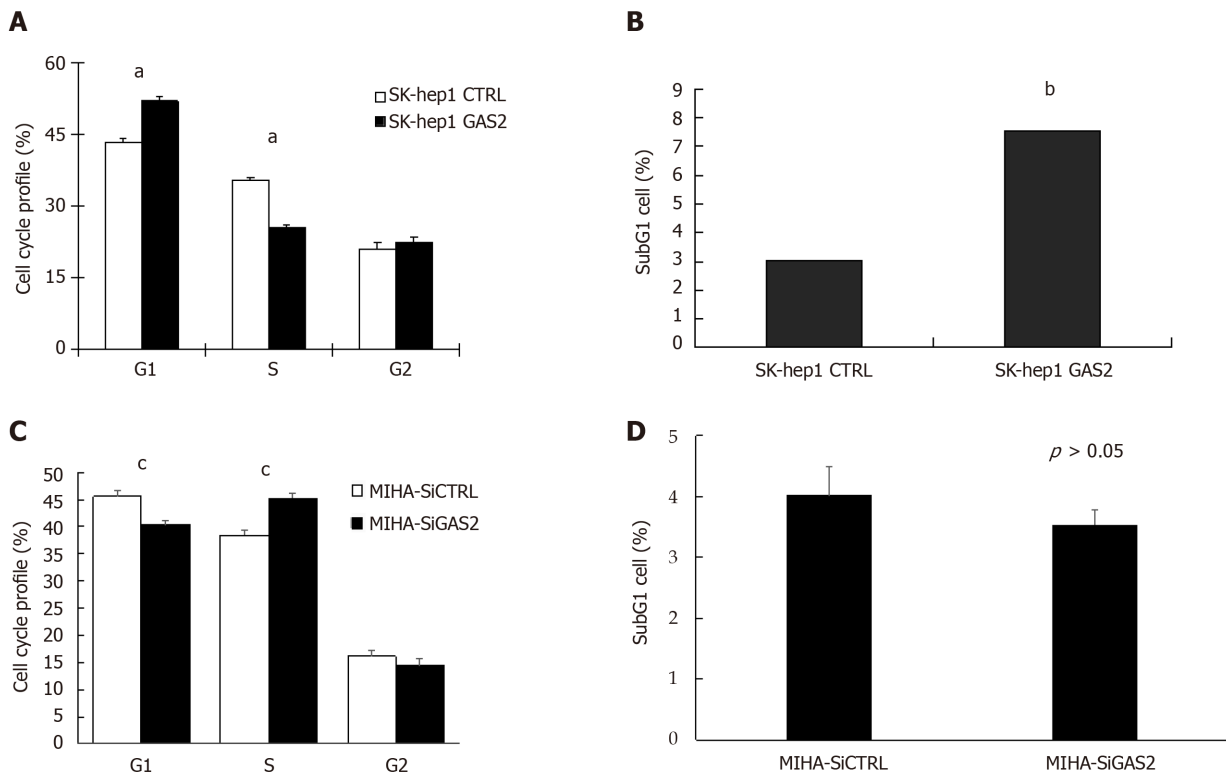 A
60
45
30
15
0
Cell cycle profile (%)
a
a
SK-hep1 CTRL
SK-hep1 GAS2
G1 S G2
B
9
8
7
6
5
4
3
2
1
0
SubG1 cell (%)
b
SK-hep1 CTRL SK-hep1 GAS2
C
50
45
40
35
30
25
20
15
10
5
0
Cell cycle profile (%)
c
c
MIHA-SiCTRL
MIHA-SiGAS2
G1 S G2
D
5
4
3
2
1
0
SubG1 cell (%)
p > 0.05
MIHA-SiCTRL MIHA-SiGAS2